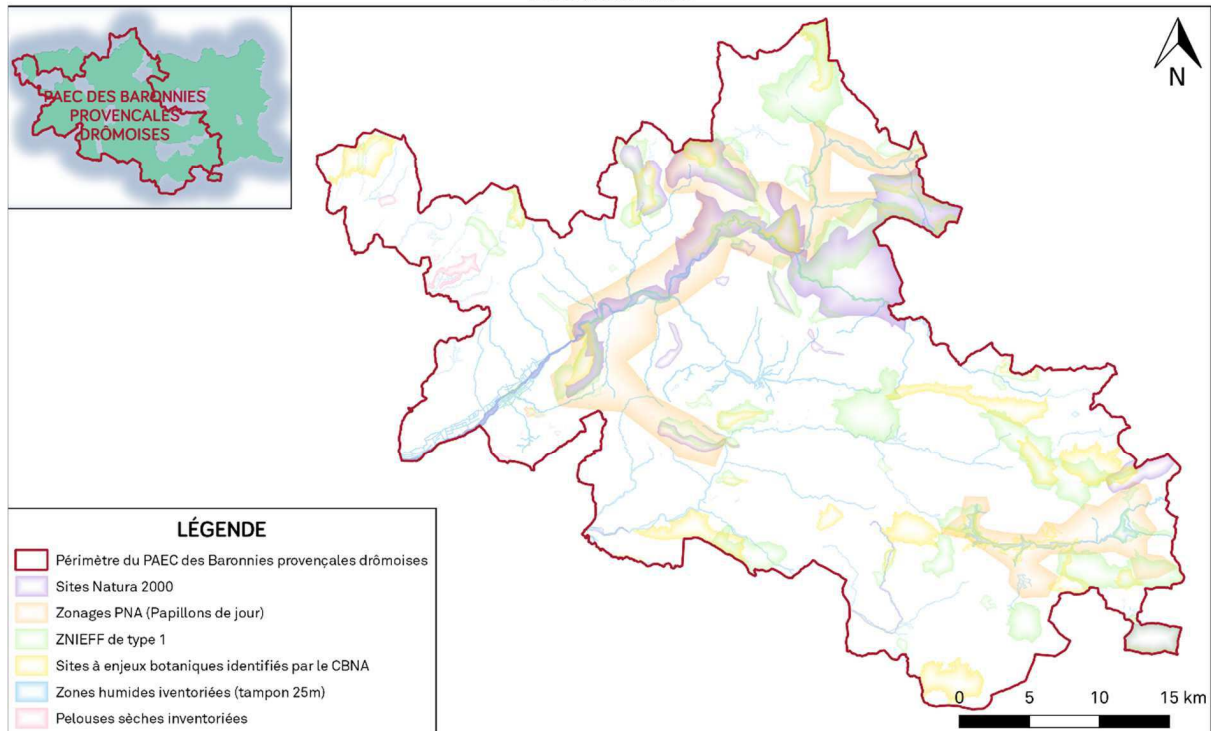 PAEC DES BARONNIES
PROVENCALES
DRÔMOISES
N
LÉGENDE
Périmètre du PAEC des Baronnies provençales drômoises
Sites Natura 2000
Zonages PNA (Papillons de jour)
ZNIEFF de type 1
Sites à enjeux botaniques identifiés par le CBNA
Zones humides iventoriées (tampon 25m)
Pelouses sèches inventoriées
0 5 10 15 km